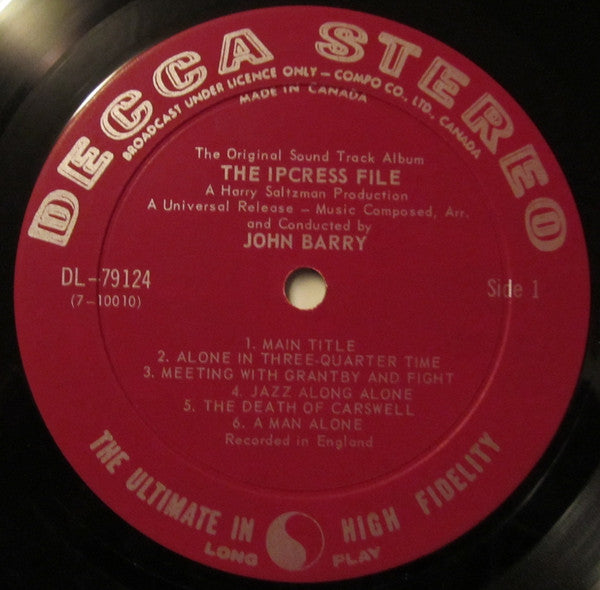 DECCA STEREO
BROADCAST UNDER LICENCE ONLY – COMPO CO., LTD., CANADA
MADE IN CANADA
The Original Sound Track Album
THE IPCRESS FILE
A Harry Saltzman Production
A Universal Release – Music Composed, Arr.
and Conducted by
JOHN BARRY
DL-79124
(7-10010)
Side 1
1. MAIN TITLE
2. ALONE IN THREE-QUARTER TIME
3. MEETING WITH GRANTBY AND FIGHT
4. JAZZ ALONG ALONE
5. THE DEATH OF CARSWELL
6. A MAN ALONE
Recorded in England
THE ULTIMATE IN HIGH FIDELITY
LONG PLAY